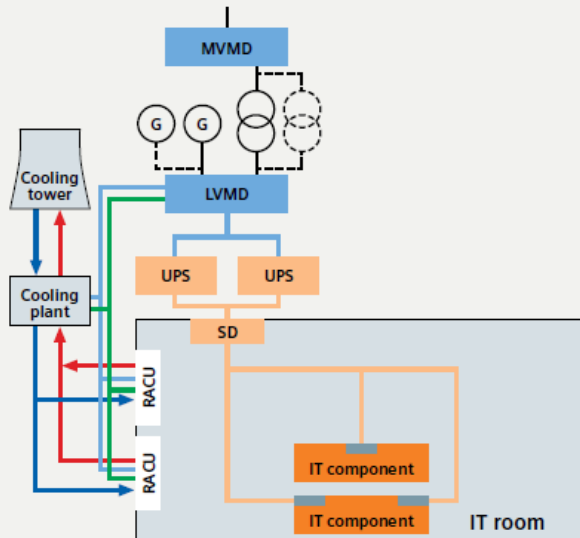 MVMD
G
G
Cooling
tower
LVMD
UPS
UPS
Cooling
plant
SD
RACU
RACU
IT component
IT component
IT room